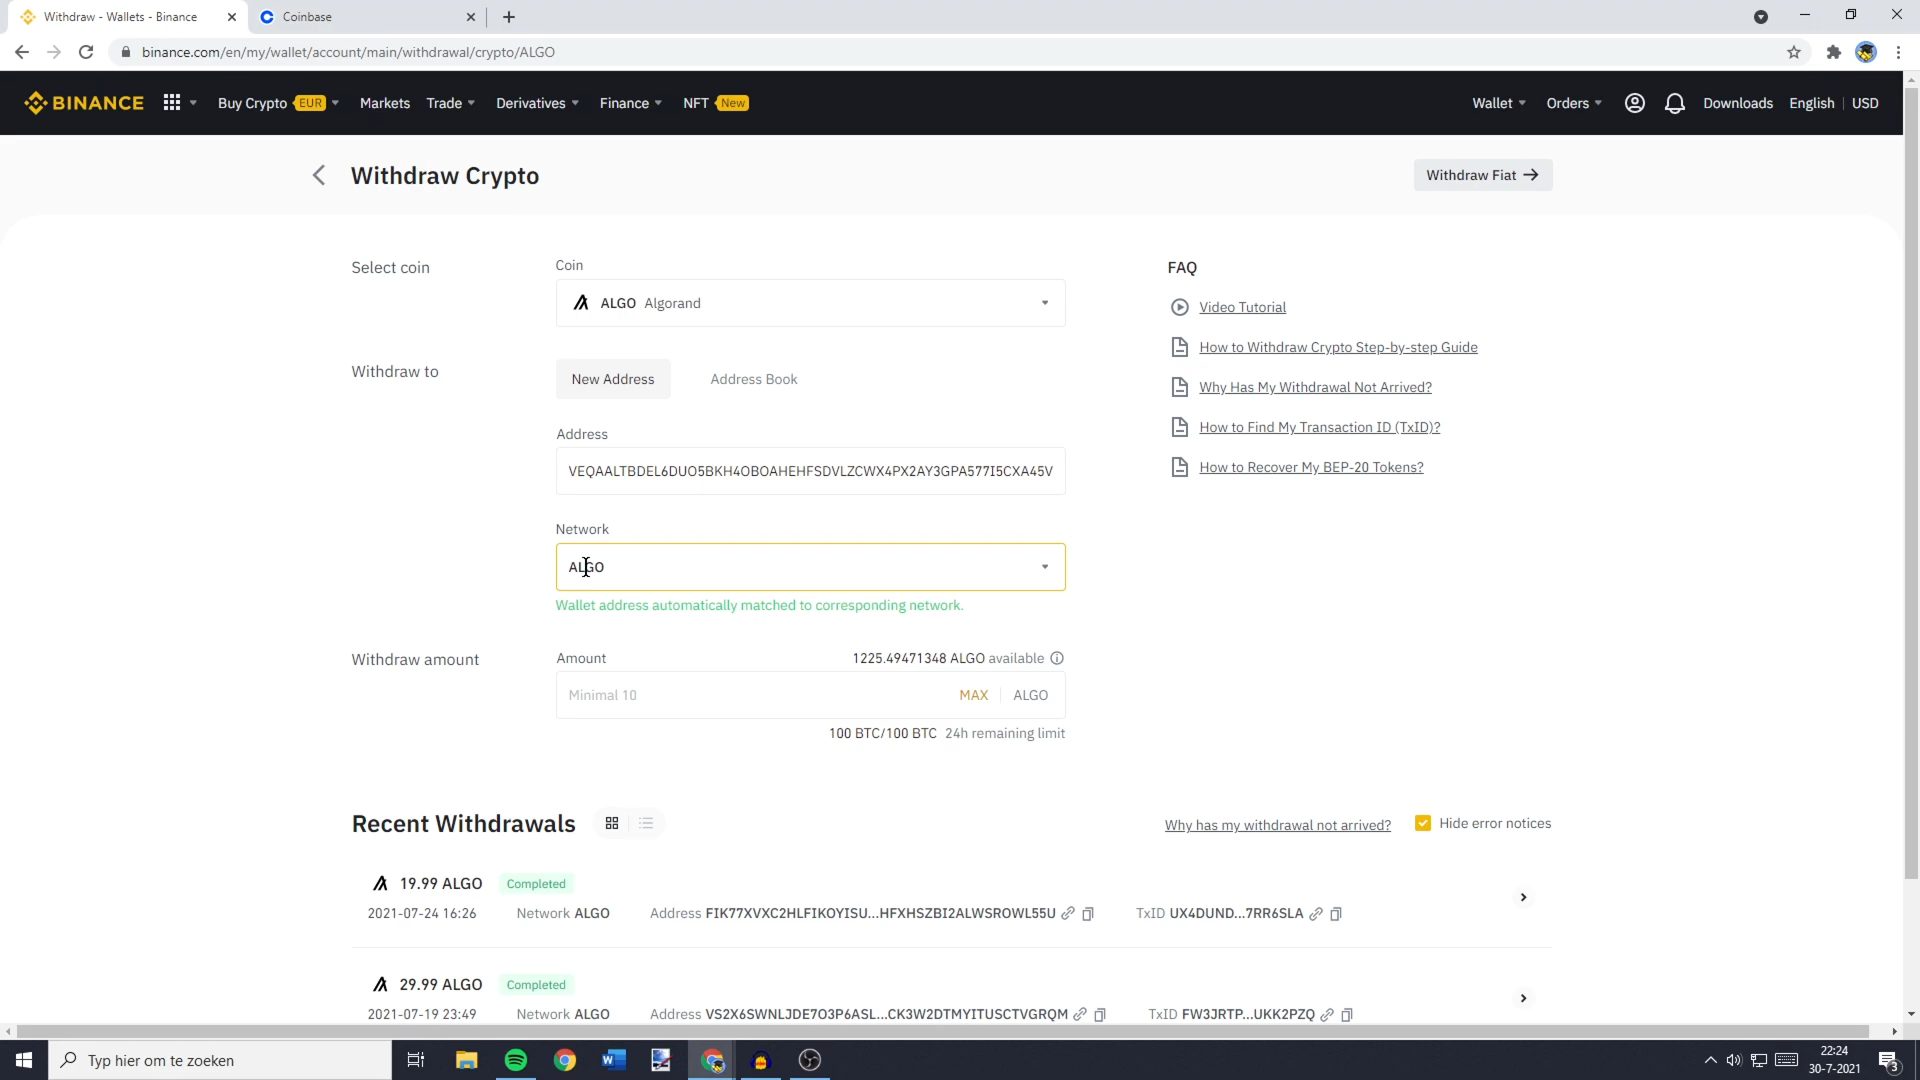 Withdraw - Wallets - Binance
Coinbase
binance.com/en/my/wallet/account/main/withdrawal/crypto/ALGO
BINANCE Buy Crypto EUR Markets Trade Derivatives Finance NFT New Wallet Orders Downloads English USD
Withdraw Crypto
Withdraw Fiat
Select coin
Coin
ALGO Algorand
Withdraw to
New Address Address Book
Address
VEQAALTBDEL6DUO5BKH4OBOAHEHFSDVLZCWX4PX2AY3GPA577I5CXA45V
Network
ALGO
Wallet address automatically matched to corresponding network.
Withdraw amount
Amount 1225.49471348 ALGO available
Minimal 10 MAX ALGO
100 BTC/100 BTC 24h remaining limit
FAQ
Video Tutorial
How to Withdraw Crypto Step-by-step Guide
Why Has My Withdrawal Not Arrived?
How to Find My Transaction ID (TxID)?
How to Recover My BEP-20 Tokens?
Recent Withdrawals
Why has my withdrawal not arrived? Hide error notices
19.99 ALGO Completed
2021-07-24 16:26 Network ALGO Address FIK77XVXC2HLFIKOYISU...HFXHSZBI2ALWSROWL55U TxID UX4DUND...7RR6SLA
29.99 ALGO Completed
2021-07-19 23:49 Network ALGO Address VS2X6SWNLJDE7O3P6ASL...CK3W2DTMYITUSCTVGRQM TxID FW3JRTP...UKK2PZQ
Typ hier om te zoeken
22:24
30-7-2021
3